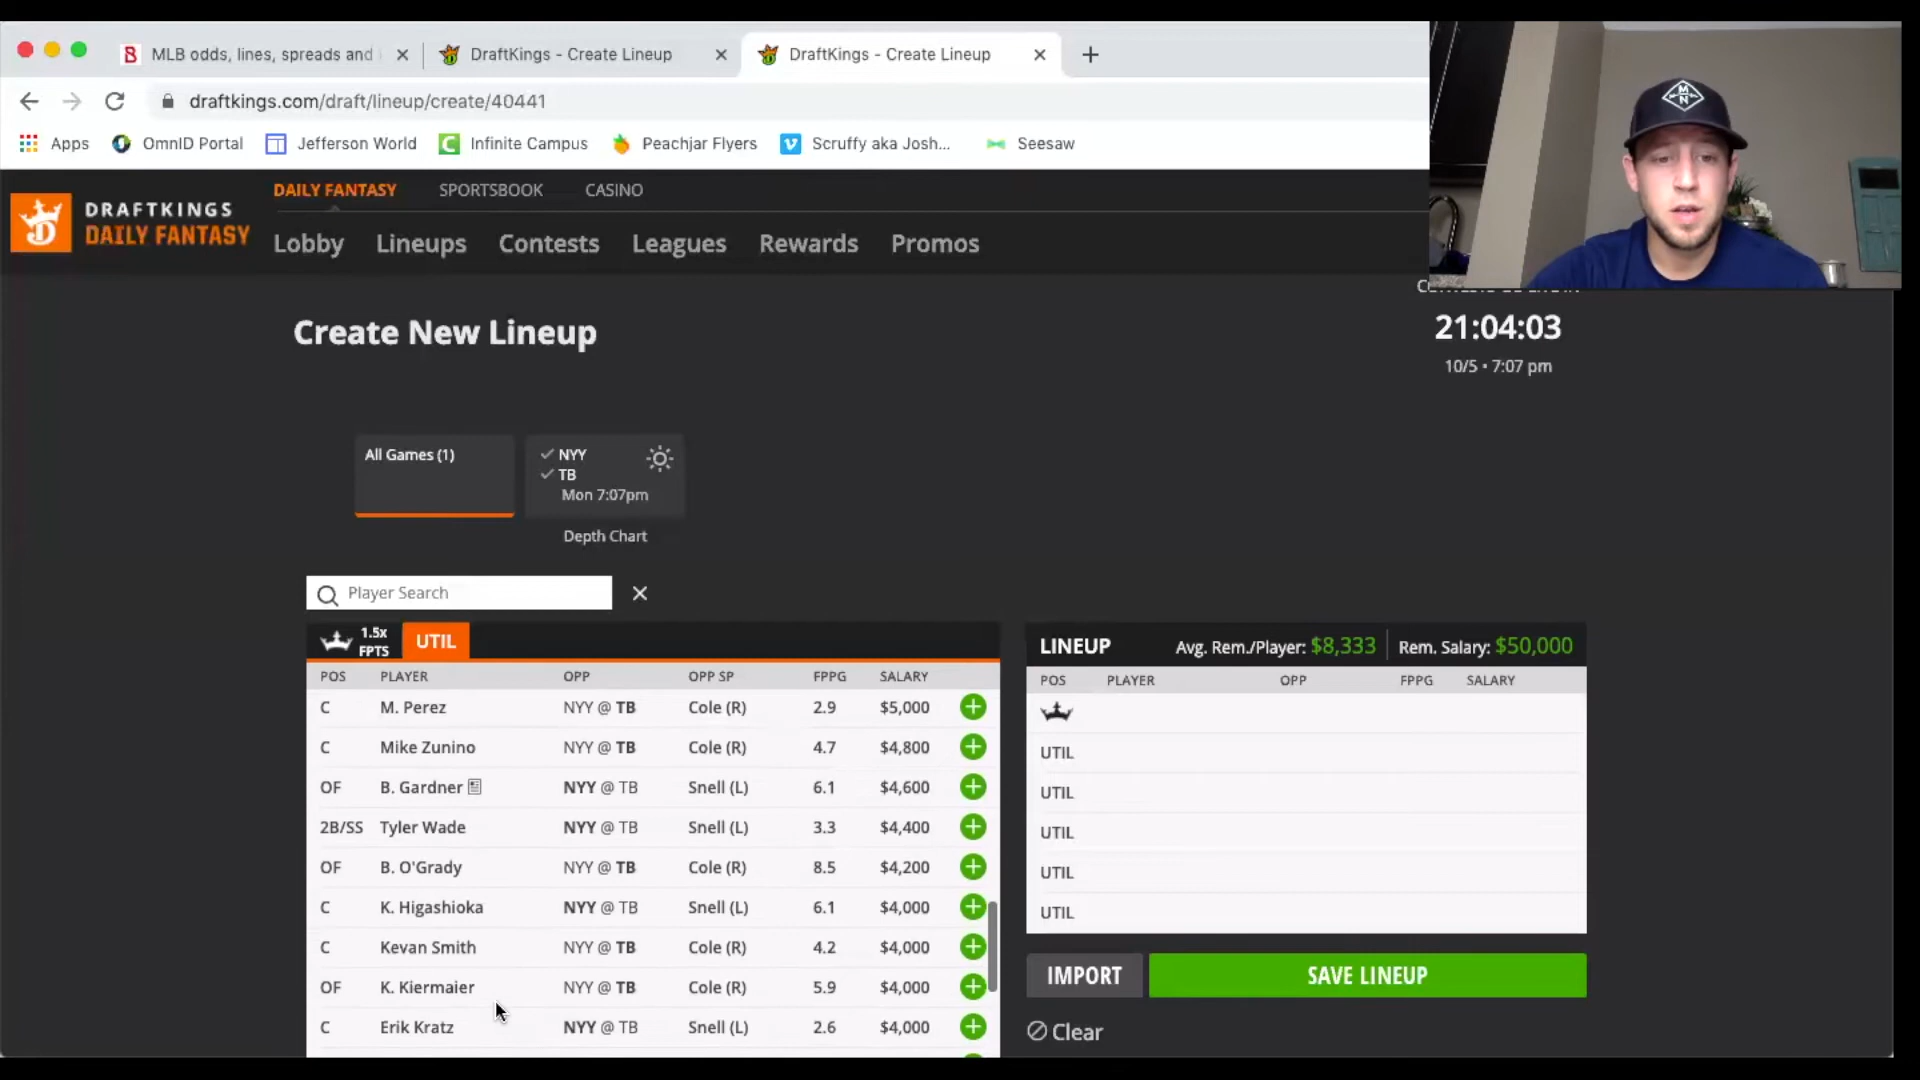 MLB odds, lines, spreads and
DraftKings - Create Lineup
DraftKings - Create Lineup
draftkings.com/draft/lineup/create/40441
Apps
OmnID Portal
Jefferson World
Infinite Campus
Peachjar Flyers
Scruffy aka Josh...
Seesaw
M
N
DRAFTKINGS
DAILY FANTASY
DAILY FANTASY SPORTSBOOK CASINO
Lobby Lineups Contests Leagues Rewards Promos
Create New Lineup
21:04:03
10/5 • 7:07 pm
All Games (1)
NYY
TB
Mon 7:07pm
Depth Chart
Player Search
1.5x
FPTS
UTIL
POS PLAYER OPP OPP SP FPPG SALARY
C M. Perez NYY @ TB Cole (R) 2.9 $5,000
C Mike Zunino NYY @ TB Cole (R) 4.7 $4,800
OF B. Gardner NYY @ TB Snell (L) 6.1 $4,600
2B/SS Tyler Wade NYY @ TB Snell (L) 3.3 $4,400
OF B. O'Grady NYY @ TB Cole (R) 8.5 $4,200
C K. Higashioka NYY @ TB Snell (L) 6.1 $4,000
C Kevan Smith NYY @ TB Cole (R) 4.2 $4,000
OF K. Kiermaier NYY @ TB Cole (R) 5.9 $4,000
C Erik Kratz NYY @ TB Snell (L) 2.6 $4,000
LINEUP Avg. Rem./Player: $8,333 Rem. Salary: $50,000
POS PLAYER OPP FPPG SALARY
UTIL
UTIL
UTIL
UTIL
UTIL
IMPORT
SAVE LINEUP
Clear